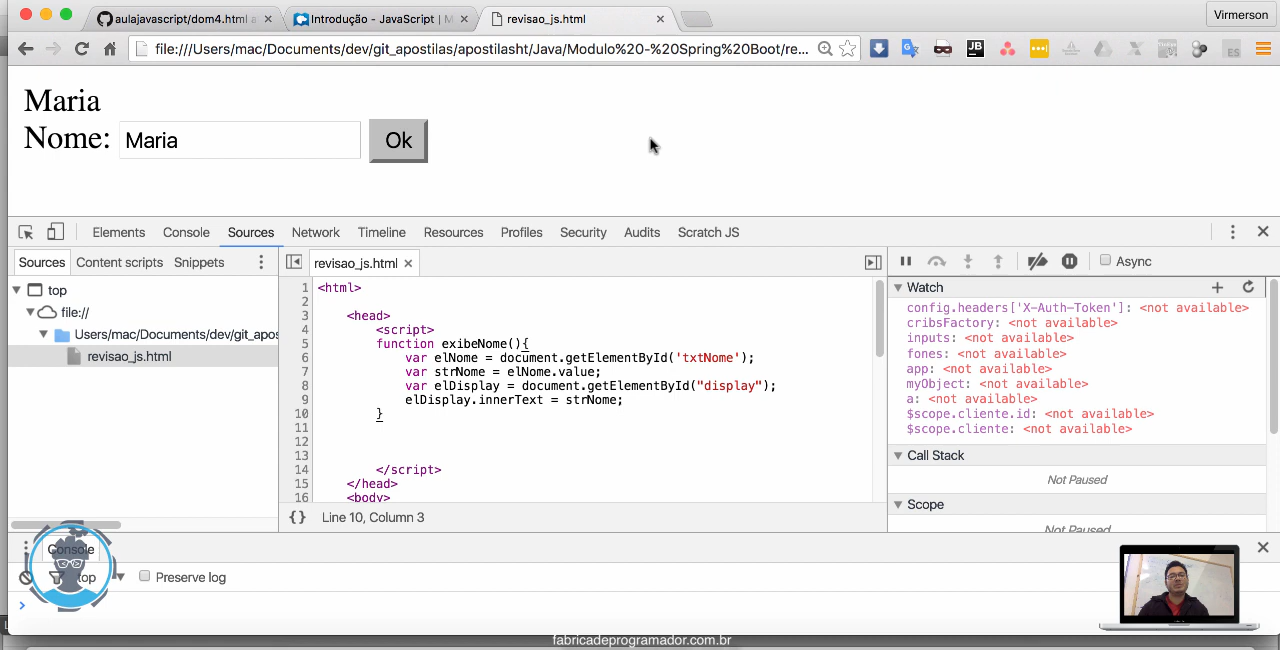 aulajavascript/dom4.html a
Introdução - JavaScript | M
revisao_js.html
Virmerson
file:///Users/mac/Documents/dev/git_apostilas/apostilasht/Java/Modulo%20-%20Spring%20Boot/re...
JB
ES
Maria
Nome: Maria Ok
Elements Console Sources Network Timeline Resources Profiles Security Audits Scratch JS
Sources Content scripts Snippets
revisao_js.html
Async
top
file://
Users/mac/Documents/dev/git_apos
revisao_js.html
1 <html>
2
3 <head>
4 <script>
5 function exibeNome(){
6 var elNome = document.getElementById('txtNome');
7 var strNome = elNome.value;
8 var elDisplay = document.getElementById("display");
9 elDisplay.innerText = strNome;
10 }
11
12
13
14 </script>
15 </head>
16 <body>
{} Line 10, Column 3
Watch
config.headers['X-Auth-Token']: <not available>
cribsFactory: <not available>
inputs: <not available>
fones: <not available>
app: <not available>
myObject: <not available>
a: <not available>
$scope.cliente.id: <not available>
$scope.cliente: <not available>
Call Stack
Not Paused
Scope
Not Paused
Console
top
Preserve log
fabricadeprogramador.com.br